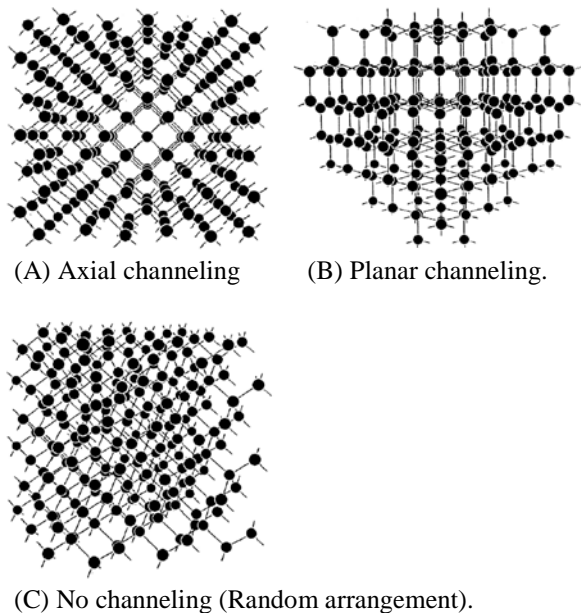 (A) Axial channeling
(B) Planar channeling.
(C) No channeling (Random arrangement).